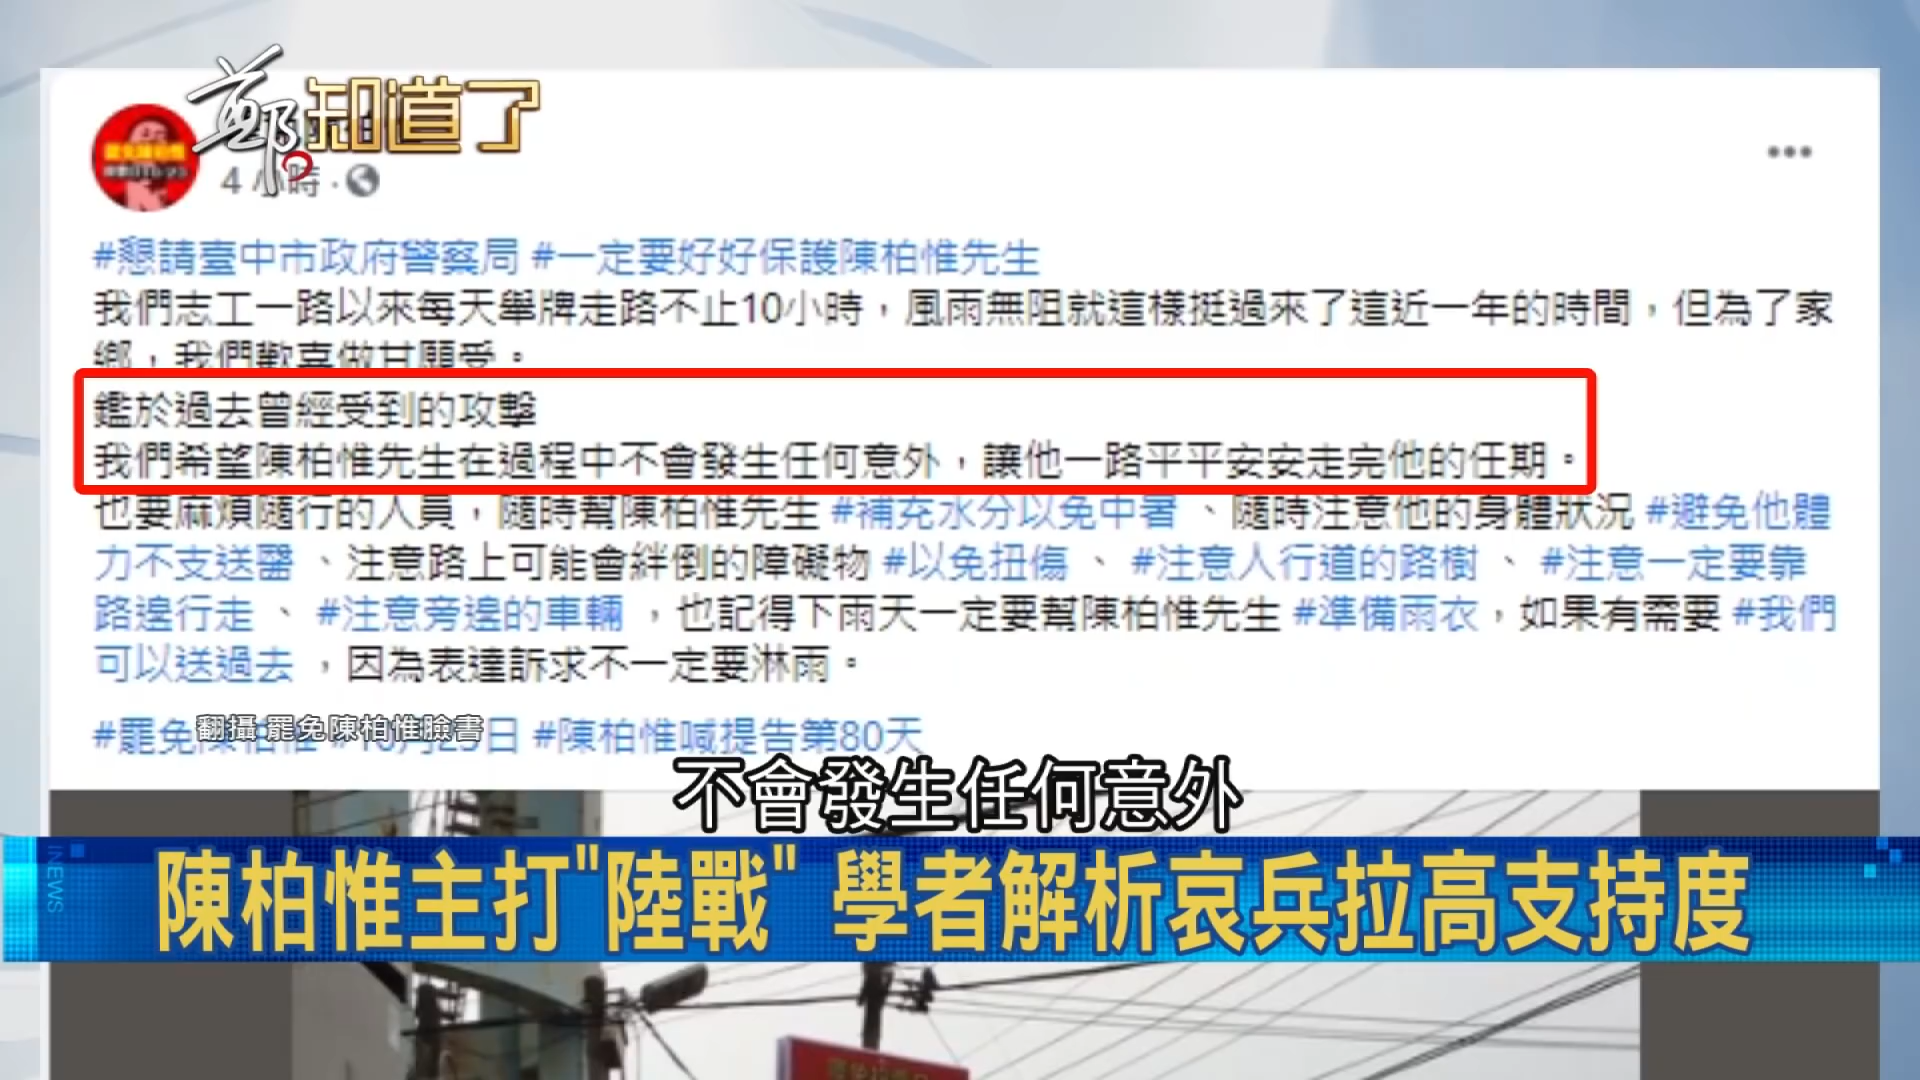 鄭知道了
4 小時
#懇請臺中市政府警察局 #一定要好好保護陳柏惟先生
我們志工一路以來每天舉牌走路不止10小時，風雨無阻就這樣挺過來了這近一年的時間，但為了家
鄉，我們歡喜做甘願受。
鑑於過去曾經受到的攻擊
我們希望陳柏惟先生在過程中不會發生任何意外，讓他一路平平安安走完他的任期。
也要麻煩隨行的人員，隨時幫陳柏惟先生 #補充水分以免中暑 、隨時注意他的身體狀況 #避免他體
力不支送醫 、注意路上可能會絆倒的障礙物 #以免扭傷 、 #注意人行道的路樹 、 #注意一定要靠
路邊行走 、 #注意旁邊的車輛 ，也記得下雨天一定要幫陳柏惟先生 #準備雨衣，如果有需要 #我們
可以送過去 ，因為表達訴求不一定要淋雨。
#罷免陳柏惟 #10月23日 #陳柏惟喊提告第80天
翻攝 罷免陳柏惟臉書
不會發生任何意外
iNEWS
陳柏惟主打"陸戰" 學者解析哀兵拉高支持度